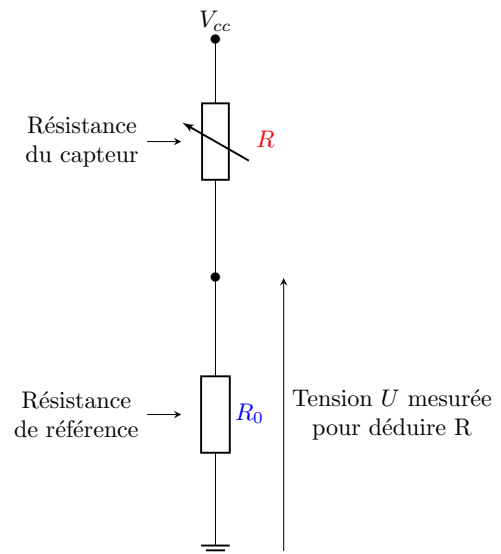 V_cc
Résistance
du capteur
R
Résistance
de référence
R_0
Tension U mesurée
pour déduire R